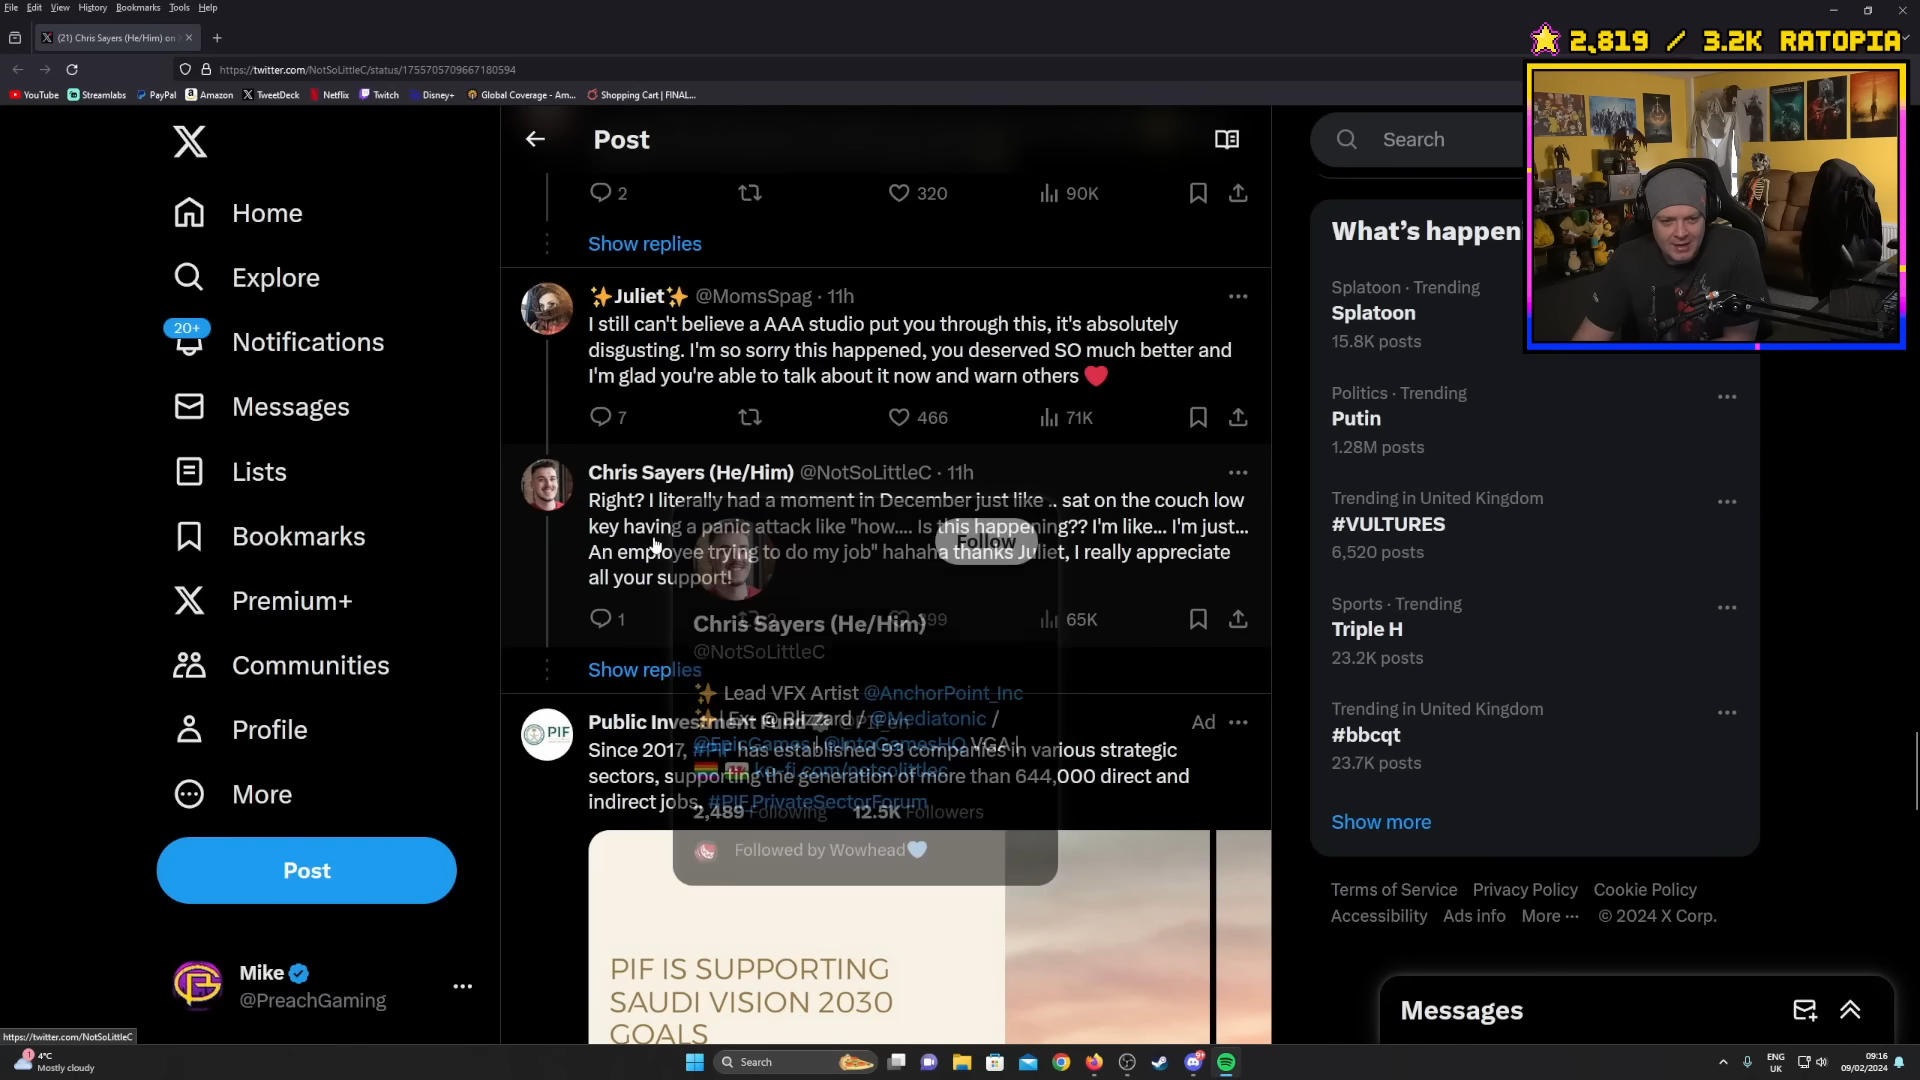 File Edit View History Bookmarks Tools Help
(21) Chris Sayers (He/Him) on
2,819 / 3.2K RATOPIA
https://twitter.com/NotSoLittleC/status/1755705709667180594
YouTube Streamlabs PayPal Amazon TweetDeck Netflix Twitch Disney+ Global Coverage - Am... Shopping Cart | FINAL...
Home
Explore
20+
Notifications
Messages
Lists
Bookmarks
Premium+
Communities
Profile
More
Post
Mike
@PreachGaming
https://twitter.com/NotSoLittleC
Post
2 320 90K
Show replies
✨Juliet✨ @MomsSpag · 11h
I still can't believe a AAA studio put you through this, it's absolutely
disgusting. I'm so sorry this happened, you deserved SO much better and
I'm glad you're able to talk about it now and warn others ❤️
7 466 71K
Chris Sayers (He/Him) @NotSoLittleC · 11h
Right? I literally had a moment in December just like .. sat on the couch low
key having a panic attack like "how.... Is this happening?? I'm like... I'm just...
An employee trying to do my job" hahaha thanks Juliet, I really appreciate
all your support!
1 399 65K
Show replies
Follow
Chris Sayers (He/Him)
@NotSoLittleC
✨ Lead VFX Artist @AnchorPoint_Inc
✨| Ex- @ Blizzard / @Mediatonic /
@EpicGames | @IntoGamesHQ VGA |
ko-fi.com/notsolittlec
2,489 Following 12.5K Followers
Followed by Wowhead
Public Investment Fund Ad
Since 2017, #PIF has established 93 companies in various strategic
sectors, supporting the generation of more than 644,000 direct and
indirect jobs. #PIF_PrivateSectorForum
PIF
PIF IS SUPPORTING
SAUDI VISION 2030
GOALS
Search
What's happen
Splatoon · Trending
Splatoon
15.8K posts
Politics · Trending
Putin
1.28M posts
Trending in United Kingdom
#VULTURES
6,520 posts
Sports · Trending
Triple H
23.2K posts
Trending in United Kingdom
#bbcqt
23.7K posts
Show more
Terms of Service Privacy Policy Cookie Policy
Accessibility Ads info More ··· © 2024 X Corp.
Messages
1
4°C
Mostly cloudy
Search
ENG
UK
09:16
09/02/2024